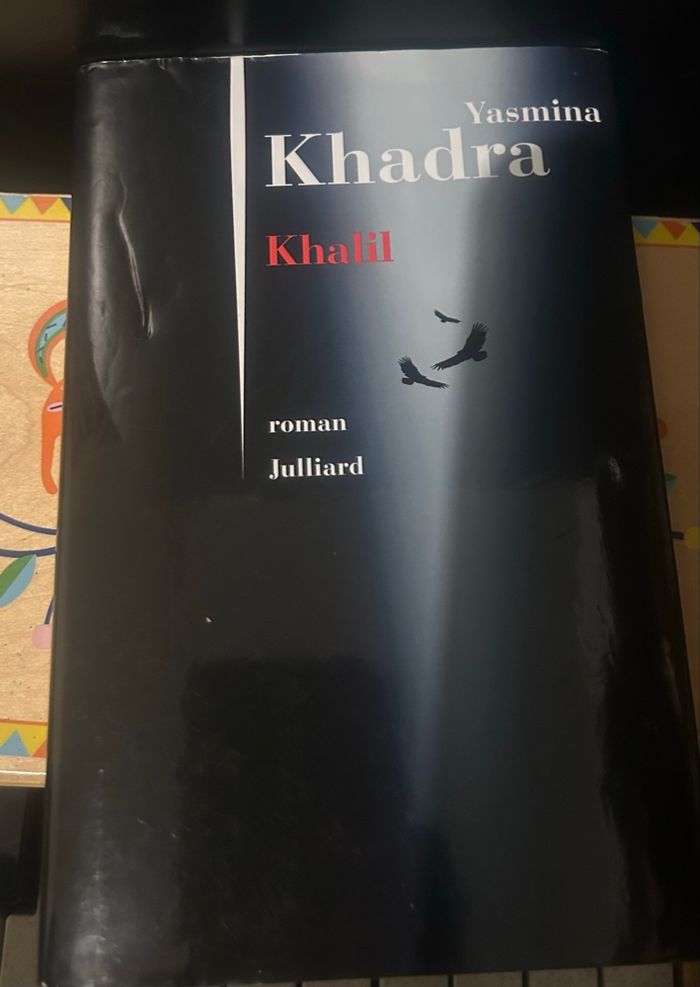 Yasmina
Khadra
Khalil
roman
Julliard